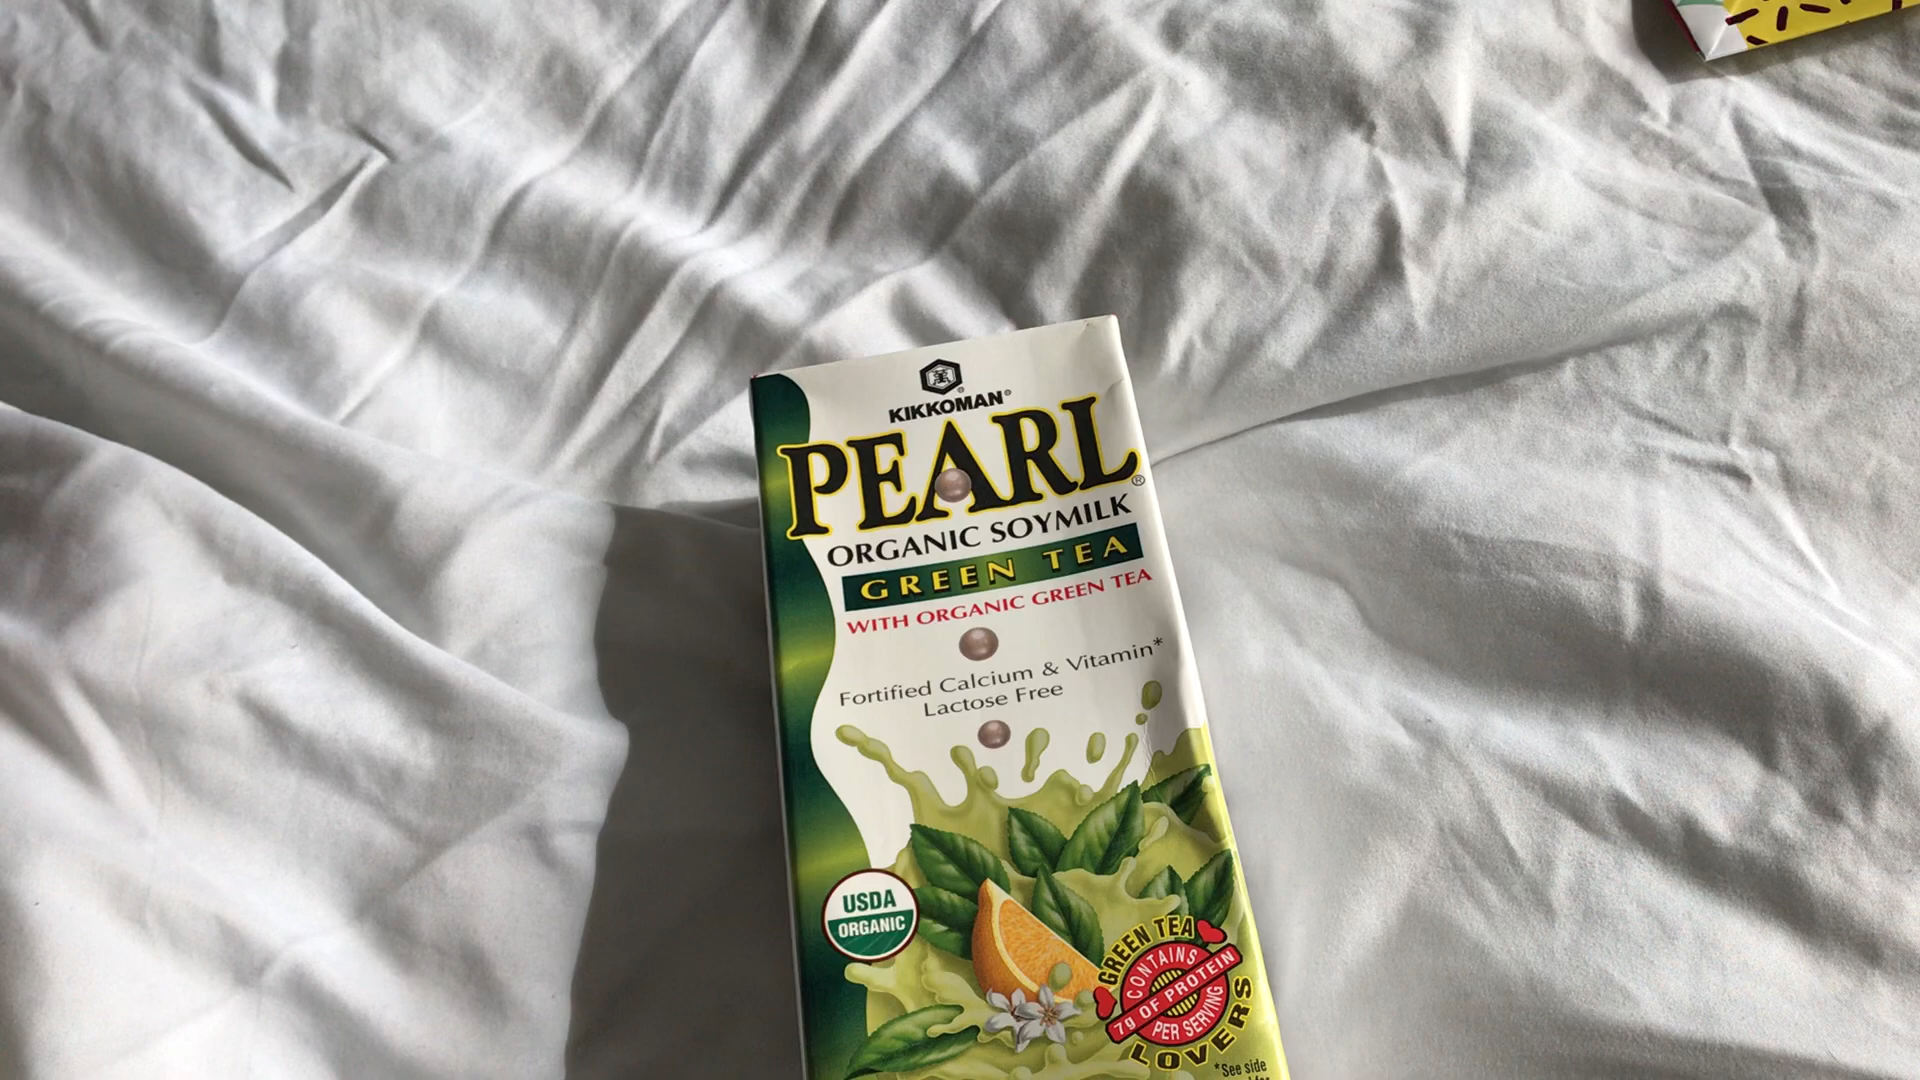 KIKKOMAN®
PEARL®
ORGANIC SOYMILK
GREEN TEA
WITH ORGANIC GREEN TEA
Fortified Calcium & Vitamin*
Lactose Free
USDA
ORGANIC
GREEN TEA
CONTAINS
7g OF PROTEIN
PER SERVING
LOVERS
*See side